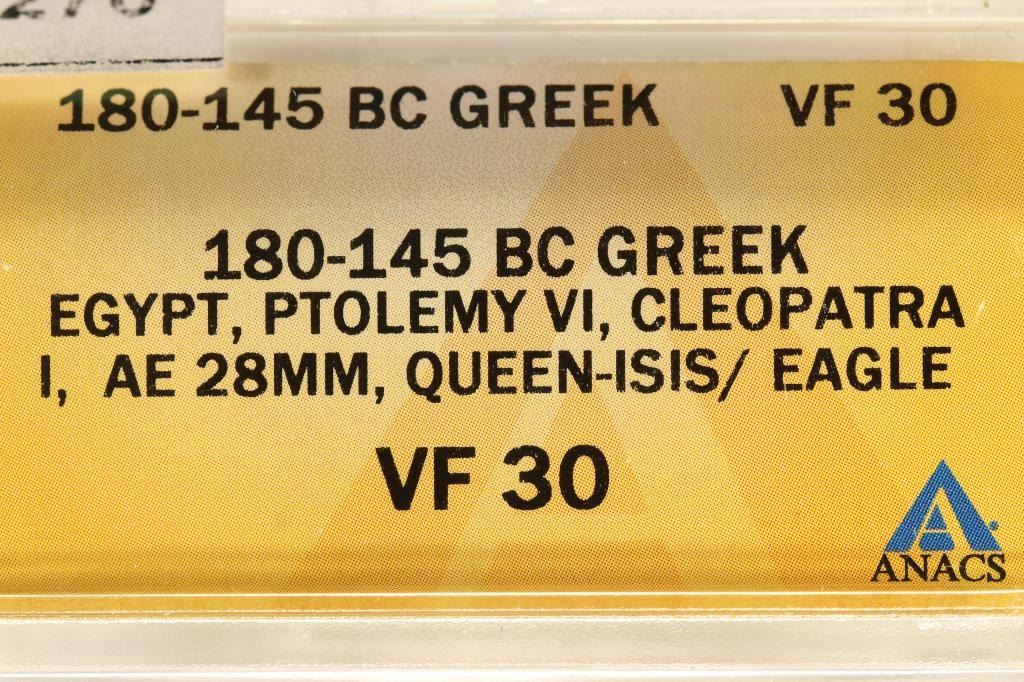 180-145 BC GREEK VF 30
180-145 BC GREEK
EGYPT, PTOLEMY VI, CLEOPATRA
I, AE 28MM, QUEEN-ISIS/ EAGLE
VF 30
ANACS